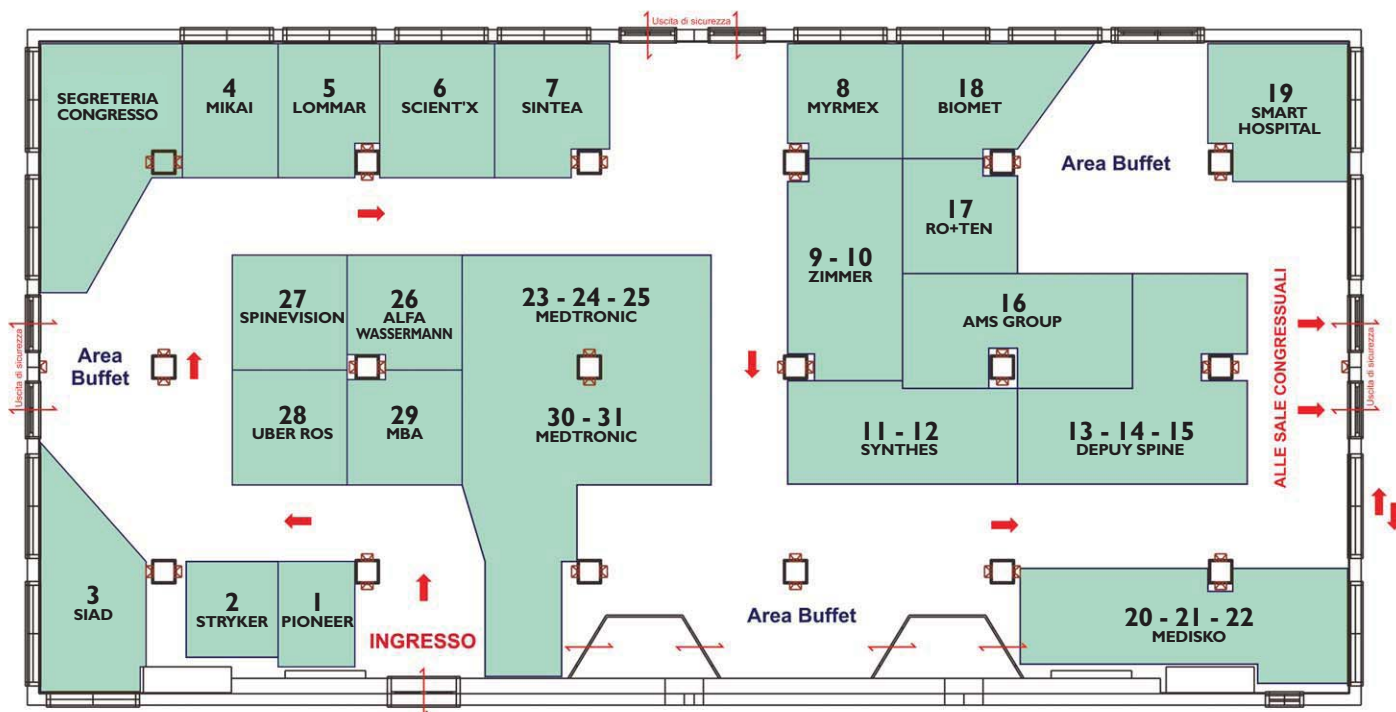 Uscita di sicurezza
SEGRETERIA
CONGRESSO
4
MIKAI
5
LOMMAR
6
SCIENT'X
7
SINTEA
8
MYRMEX
18
BIOMET
19
SMART
HOSPITAL
Area Buffet
17
RO+TEN
9 - 10
ZIMMER
27
SPINEVISION
26
ALFA
WASSERMANN
23 - 24 - 25
MEDTRONIC
16
AMS GROUP
Uscita di sicurezza
Area
Buffet
28
UBER ROS
29
MBA
30 - 31
MEDTRONIC
11 - 12
SYNTHES
13 - 14 - 15
DEPUY SPINE
ALLE SALE CONGRESSUALI
Uscita di sicurezza
3
SIAD
2
STRYKER
1
PIONEER
INGRESSO
Area Buffet
20 - 21 - 22
MEDISKO